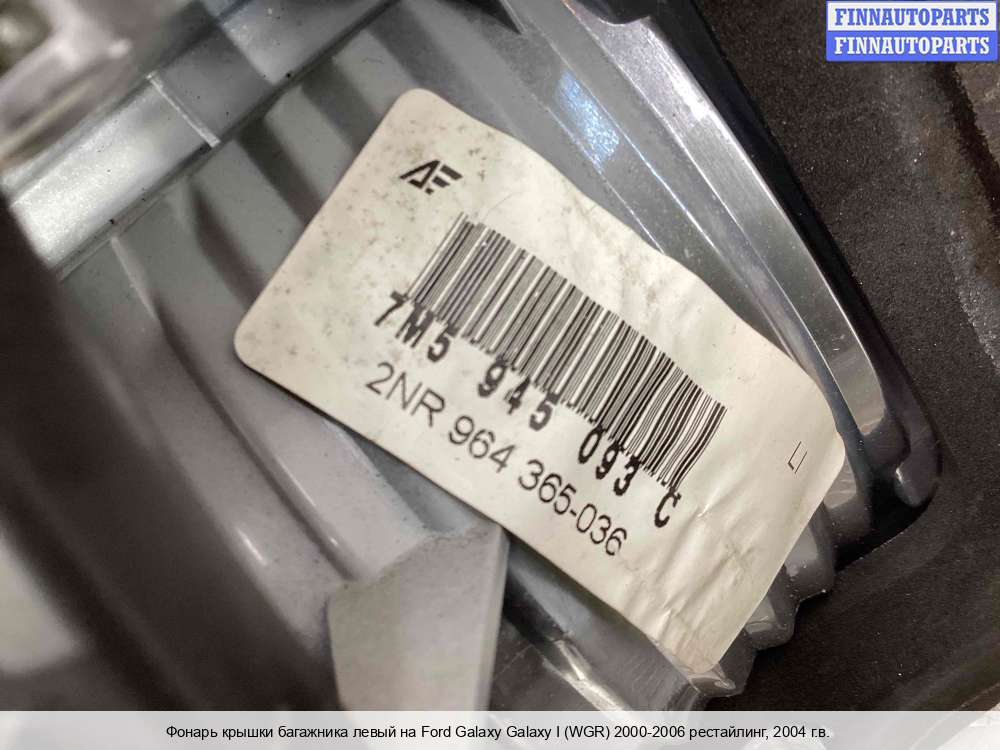 FINNAUTOPARTS
FINNAUTOPARTS
AF
7M5 945 093 C
2NR 964 365-036
LI
Фонарь крышки багажника левый на Ford Galaxy Galaxy I (WGR) 2000-2006 рестайлинг, 2004 г.в.